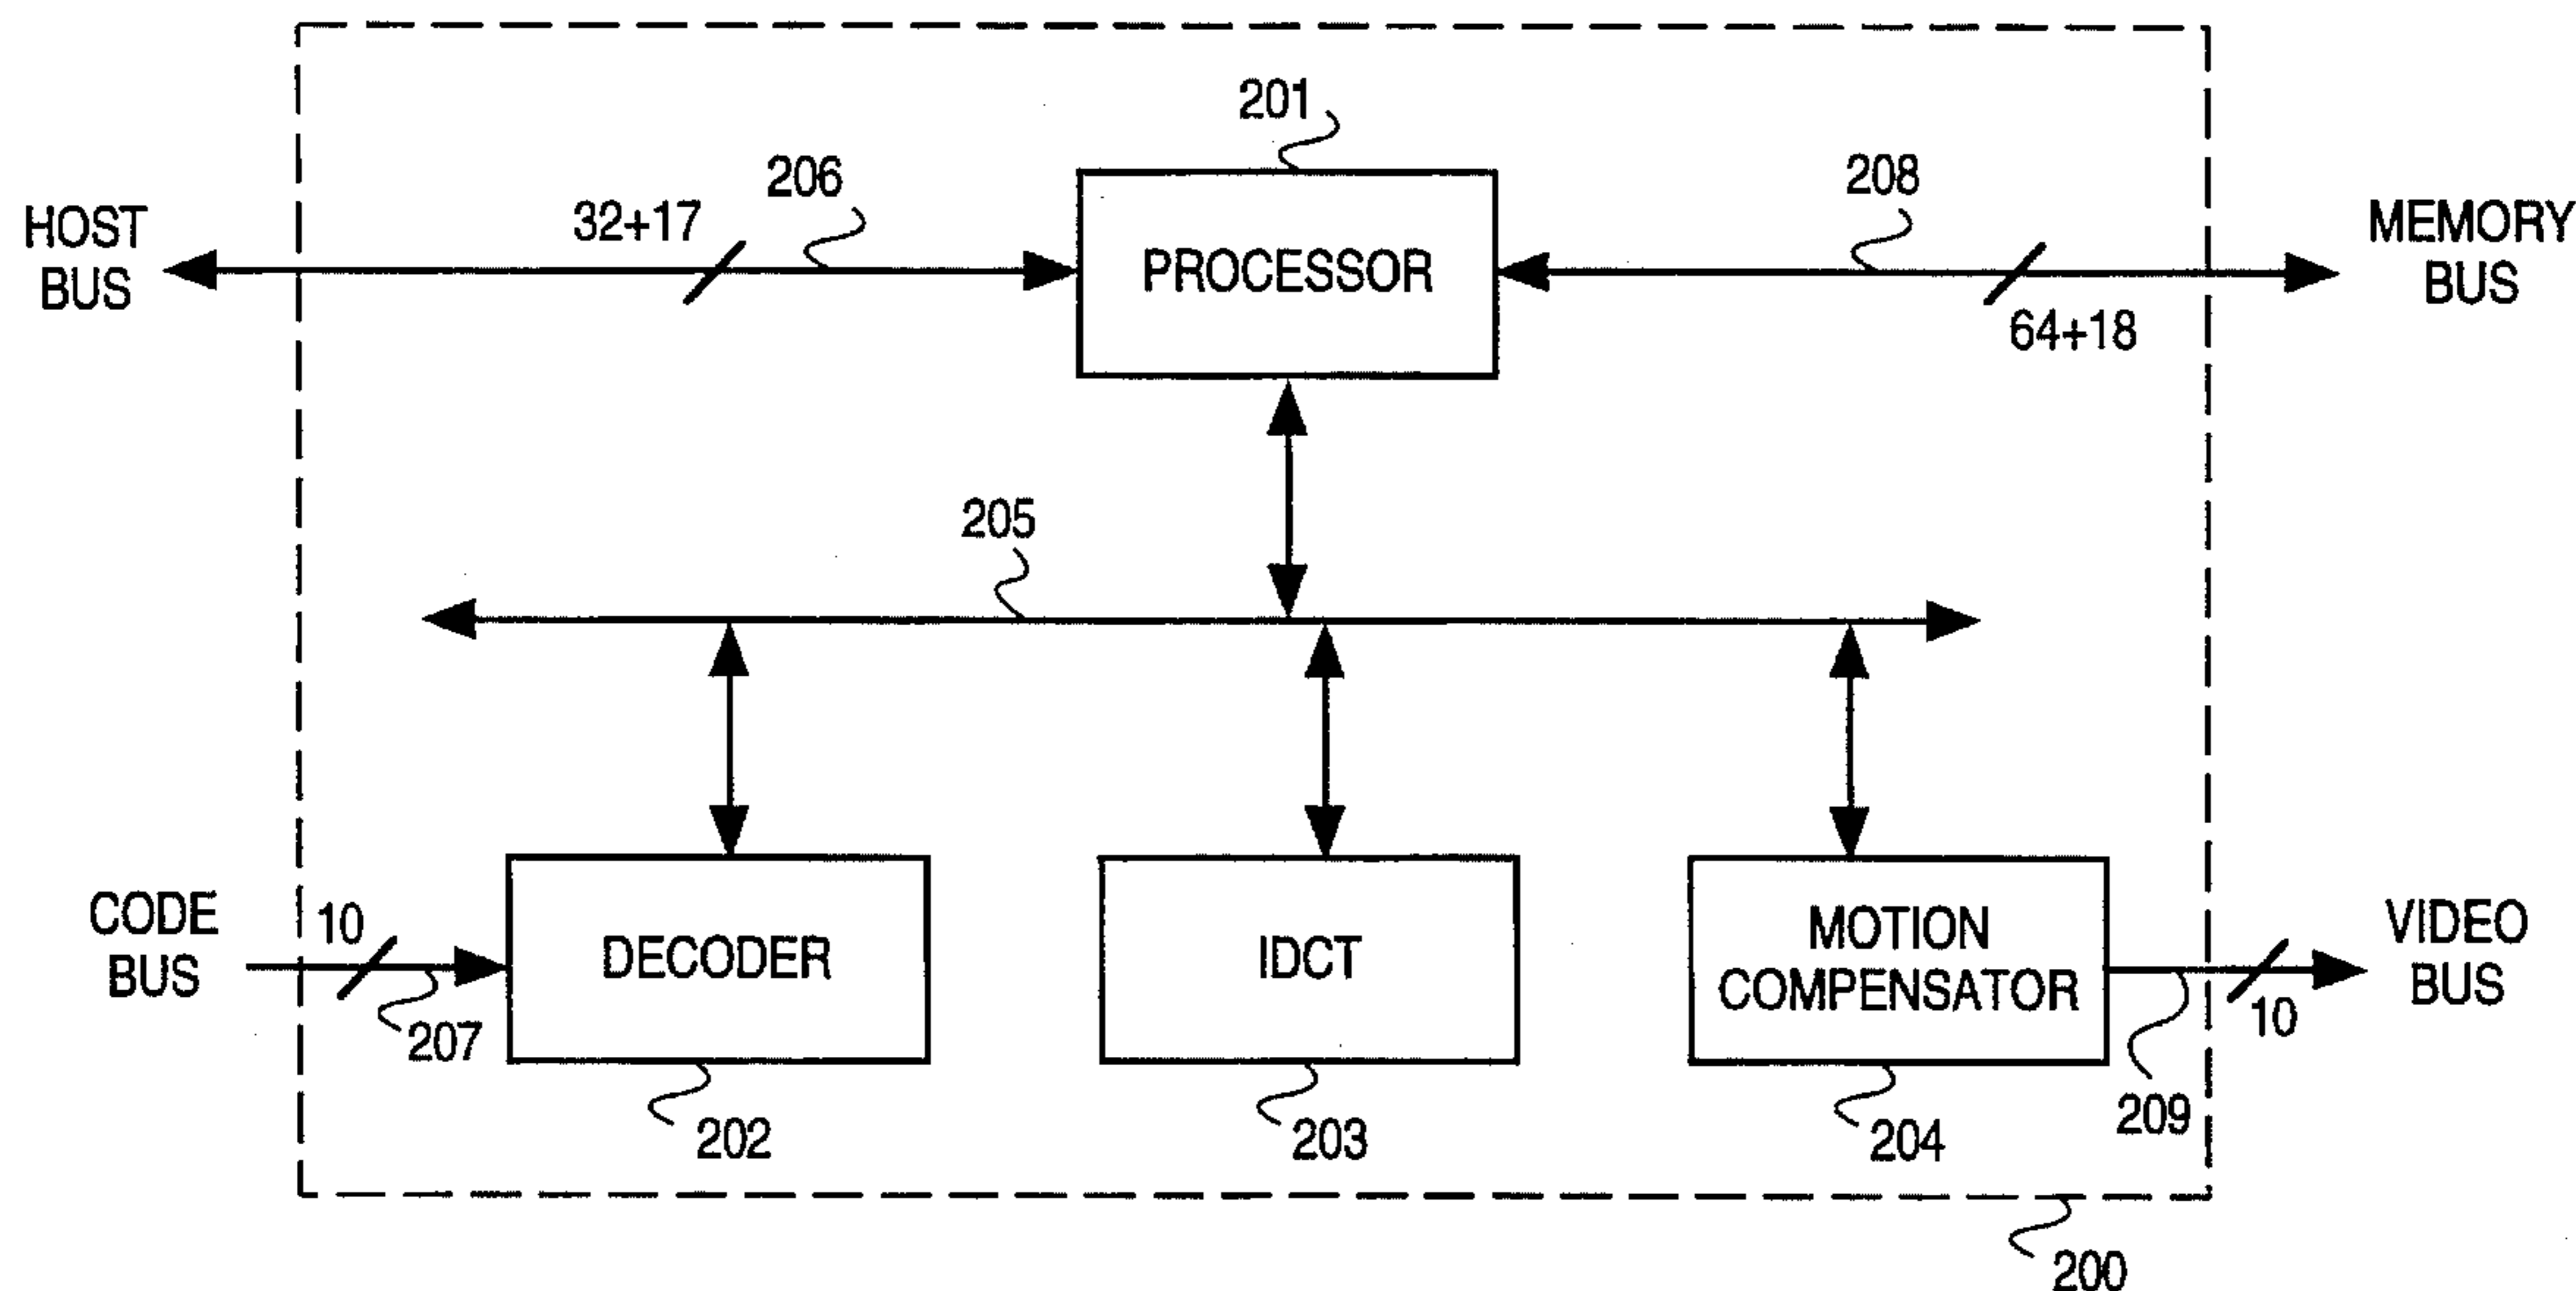 201
206
208
HOST
BUS
32+17
PROCESSOR
MEMORY
BUS
64+18
205
CODE
BUS
10
207
DECODER
IDCT
MOTION
COMPENSATOR
VIDEO
BUS
10
209
202
203
204
200